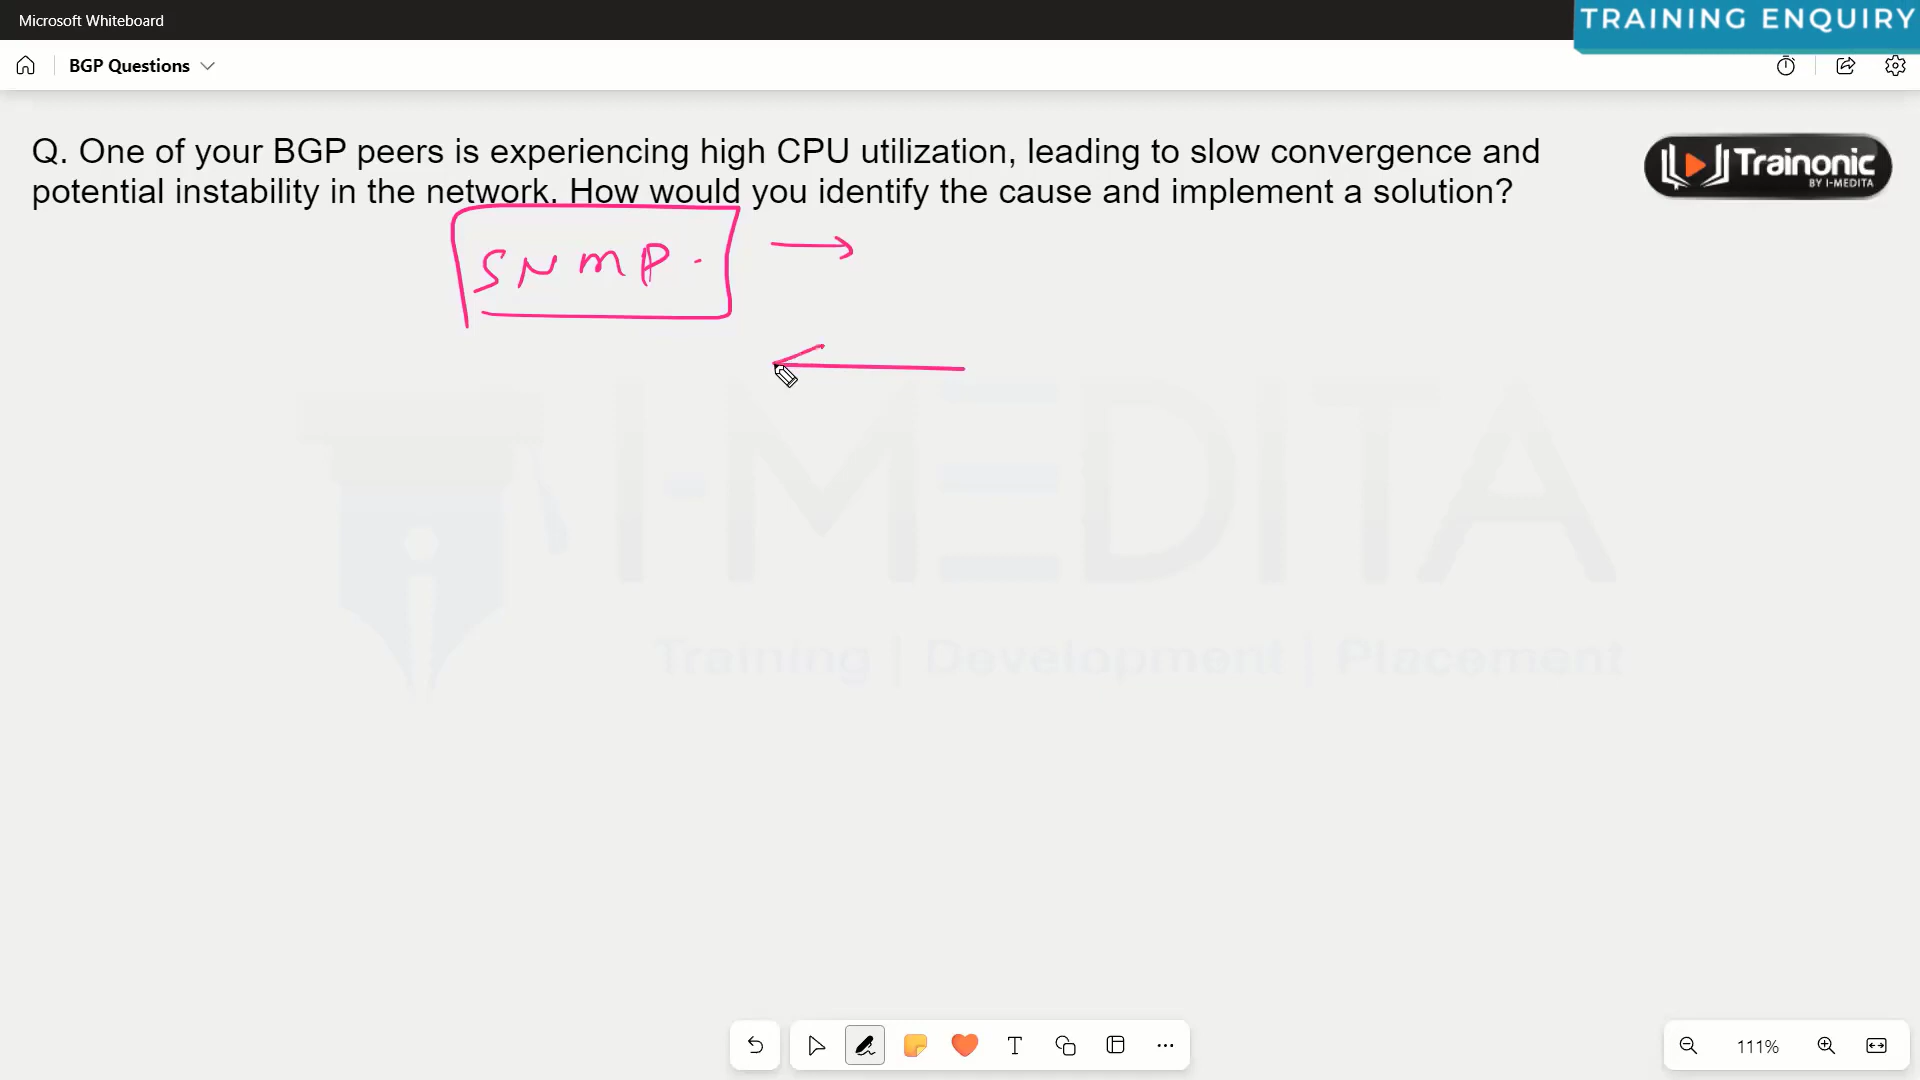 Microsoft Whiteboard
TRAINING ENQUIRY
BGP Questions
Q. One of your BGP peers is experiencing high CPU utilization, leading to slow convergence and
potential instability in the network. How would you identify the cause and implement a solution?
Trainonic
BY I-MEDITA
SNMP.
I-MEDITA
Training | Development | Placement
T
111%